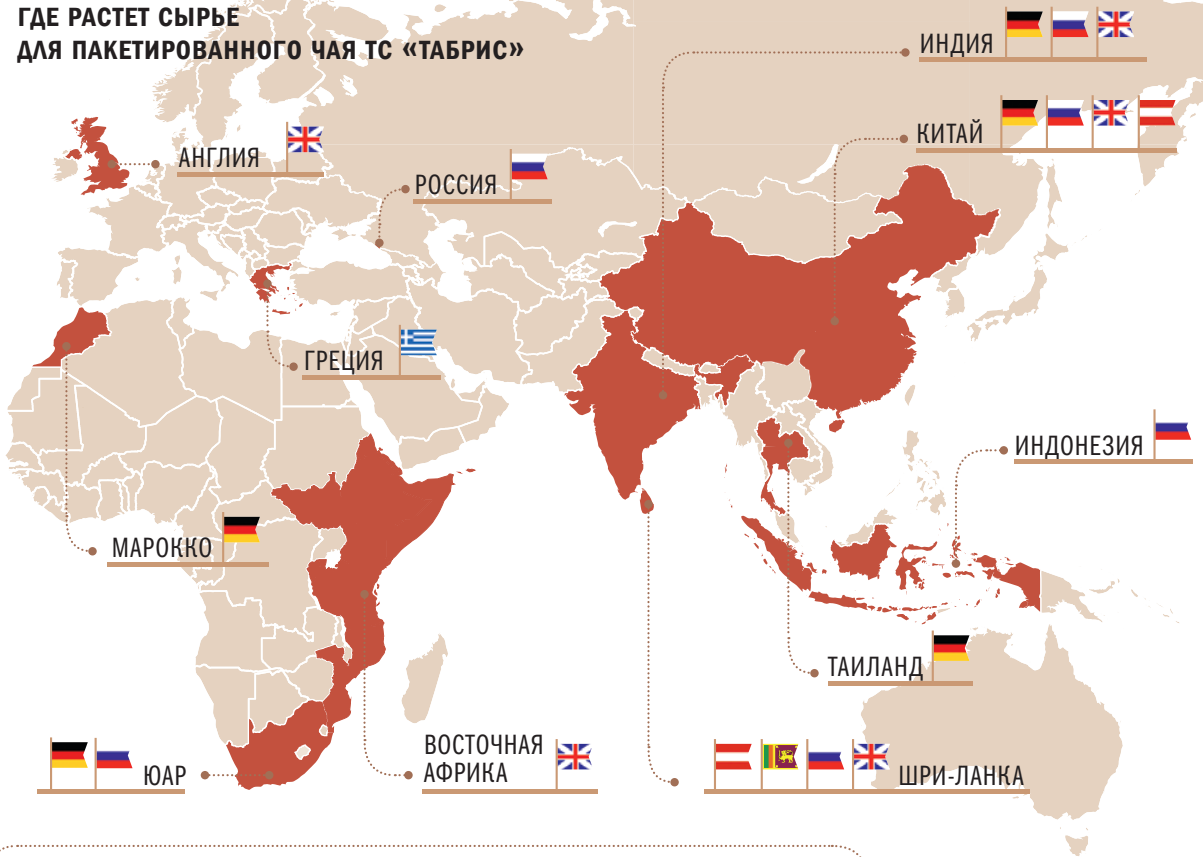 ГДЕ РАСТЕТ СЫРЬЕ
ДЛЯ ПАКЕТИРОВАННОГО ЧАЯ ТС «ТАБРИС»
ИНДИЯ
КИТАЙ
АНГЛИЯ
РОССИЯ
ГРЕЦИЯ
ИНДОНЕЗИЯ
МАРОККО
ТАИЛАНД
ЮАР
ВОСТОЧНАЯ
АФРИКА
ШРИ-ЛАНКА